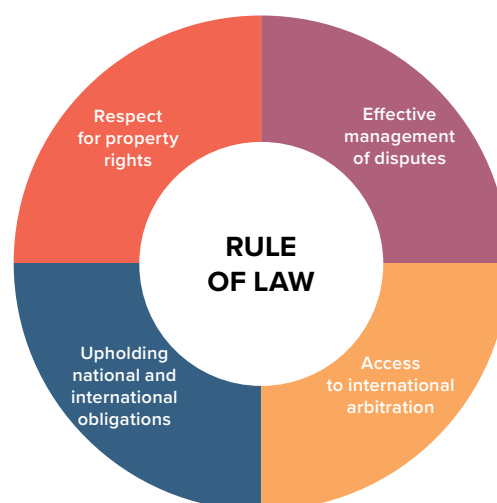 Respect
for property
rights
Effective
management
of disputes
RULE
OF LAW
Upholding
national and
international
obligations
Access
to international
arbitration